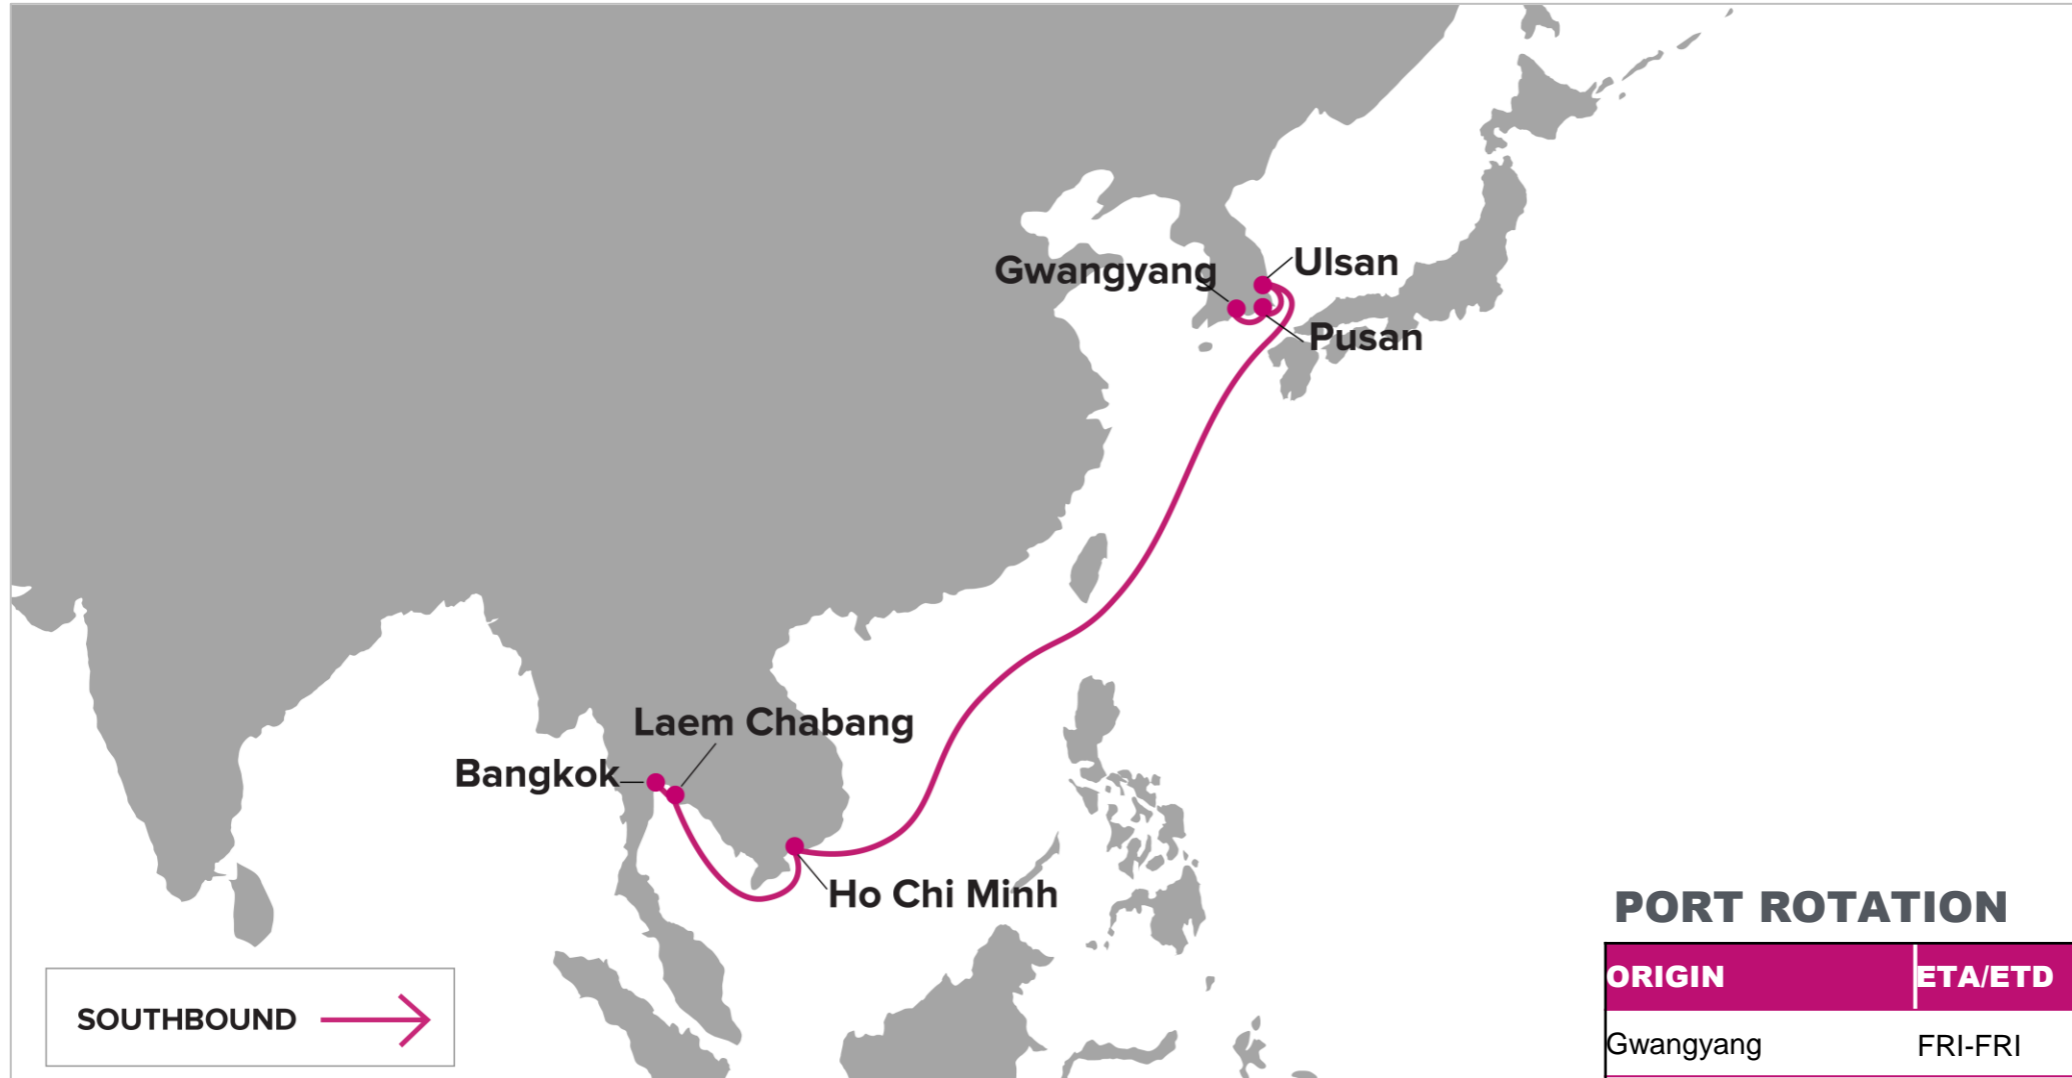 Ulsan
Gwangyang
Pusan
Laem Chabang
Bangkok
Ho Chi Minh
SOUTHBOUND
PORT ROTATION
ORIGIN ETA/ETD
Gwangyang FRI-FRI